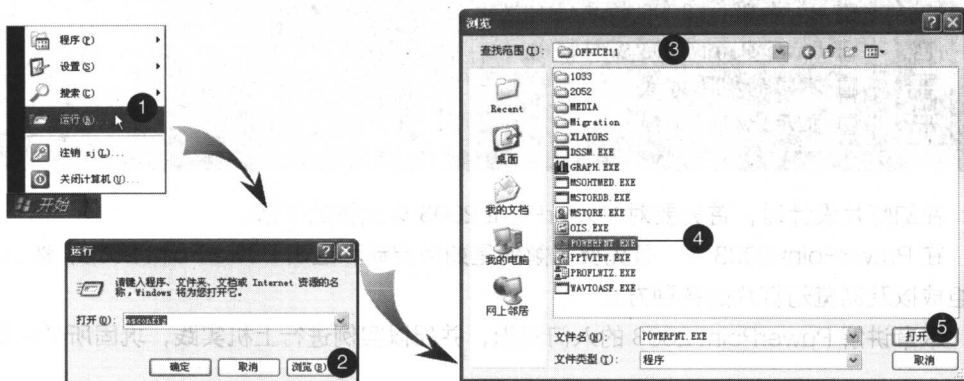 程序(P)
设置(S)
搜索(C)
运行(R)...
注销 sj(L)...
关闭计算机(U)...
开始
1
运行
请键入程序、文件夹、文档或 Internet 资源的名
称，Windows 将为您打开它。
打开(O):
msconfig
确定
取消
浏览(B)
2
浏览
查找范围(I):
OFFICE11
3
Recent
桌面
我的文档
我的电脑
网上邻居
1033
2052
MEDIA
Migration
XLATORS
DSSM.EXE
GRAPH.EXE
MSOHTMED.EXE
MSTORDB.EXE
MSTORE.EXE
OIS.EXE
POWERPNT.EXE
4
PPTVIEW.EXE
PROFLWIZ.EXE
WAVTOASF.EXE
文件名(N):
POWERPNT.EXE
打开
5
文件类型(T):
程序
取消